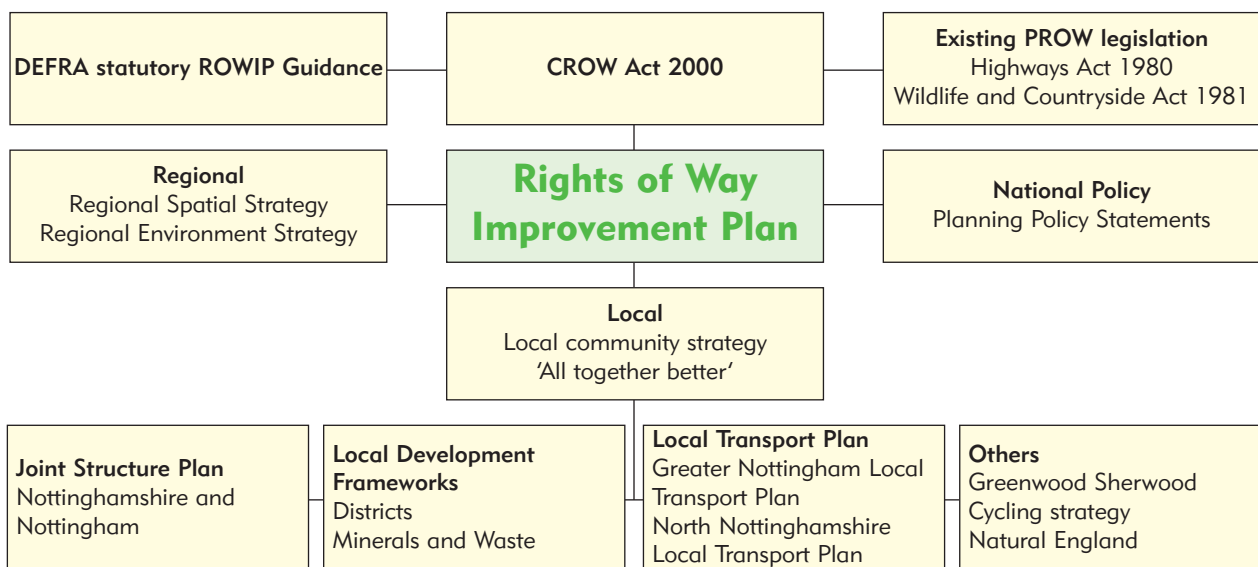 DEFRA statutory ROWIP Guidance
CROW Act 2000
Existing PROW legislation
Highways Act 1980
Wildlife and Countryside Act 1981
Regional
Regional Spatial Strategy
Regional Environment Strategy
Rights of Way
Improvement Plan
National Policy
Planning Policy Statements
Local
Local community strategy
‘All together better‘
Joint Structure Plan
Nottinghamshire and
Nottingham
Local Development
Frameworks
Districts
Minerals and Waste
Local Transport Plan
Greater Nottingham Local
Transport Plan
North Nottinghamshire
Local Transport Plan
Others
Greenwood Sherwood
Cycling strategy
Natural England